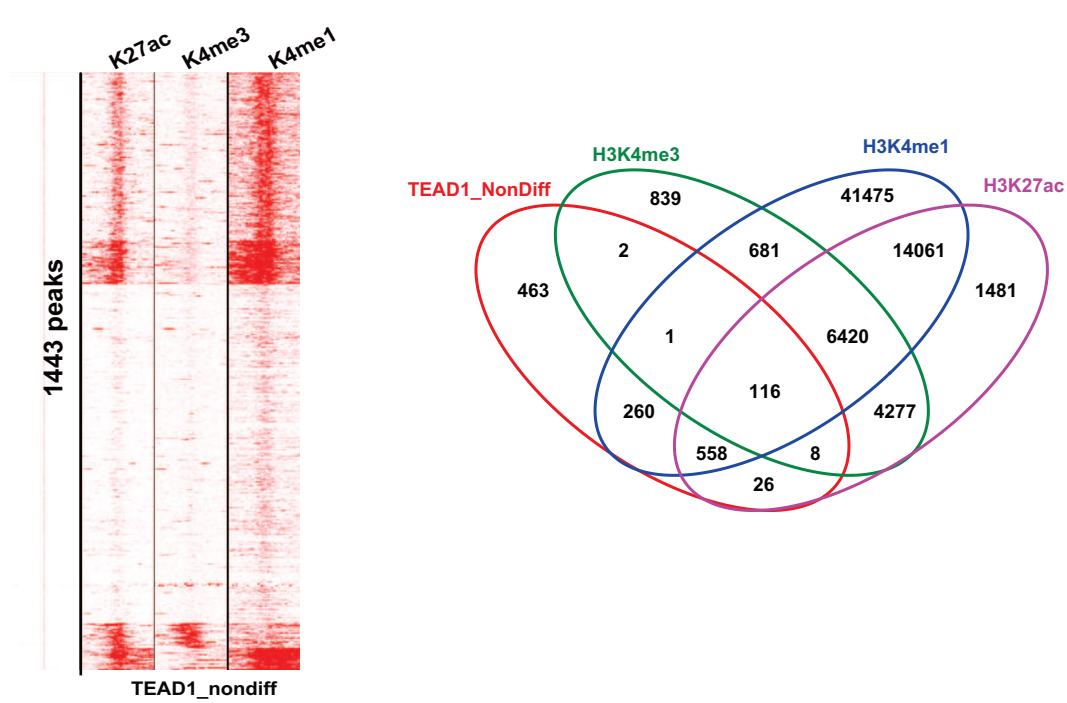 K27ac
K4me3
K4me1
1443 peaks
TEAD1_nondiff
H3K4me1
H3K4me3
H3K27ac
TEAD1_NonDiff
839
41475
2
681
14061
463
1481
1
6420
116
260
4277
558
8
26